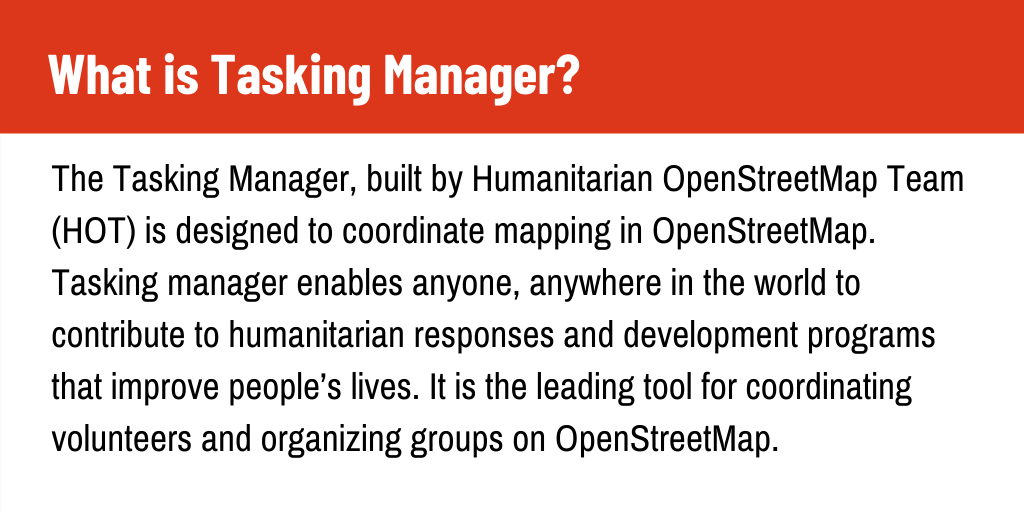 What is Tasking Manager?
The Tasking Manager, built by Humanitarian OpenStreetMap Team
(HOT) is designed to coordinate mapping in OpenStreetMap.
Tasking manager enables anyone, anywhere in the world to
contribute to humanitarian responses and development programs
that improve people’s lives. It is the leading tool for coordinating
volunteers and organizing groups on OpenStreetMap.